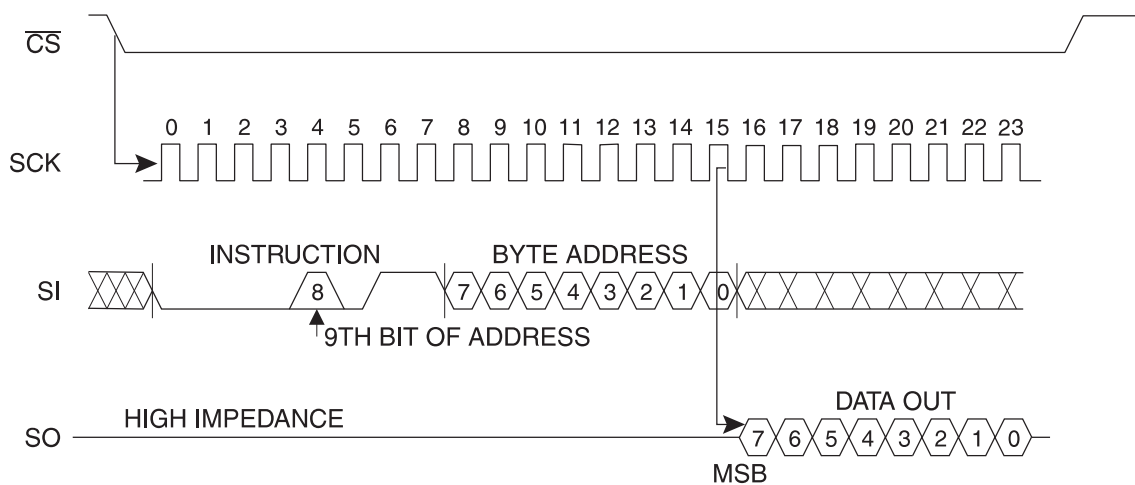 CS
0 1 2 3 4 5 6 7 8 9 10 11 12 13 14 15 16 17 18 19 20 21 22 23
SCK
INSTRUCTION BYTE ADDRESS
SI 8 7 6 5 4 3 2 1 0
9TH BIT OF ADDRESS
HIGH IMPEDANCE DATA OUT
SO 7 6 5 4 3 2 1 0
MSB